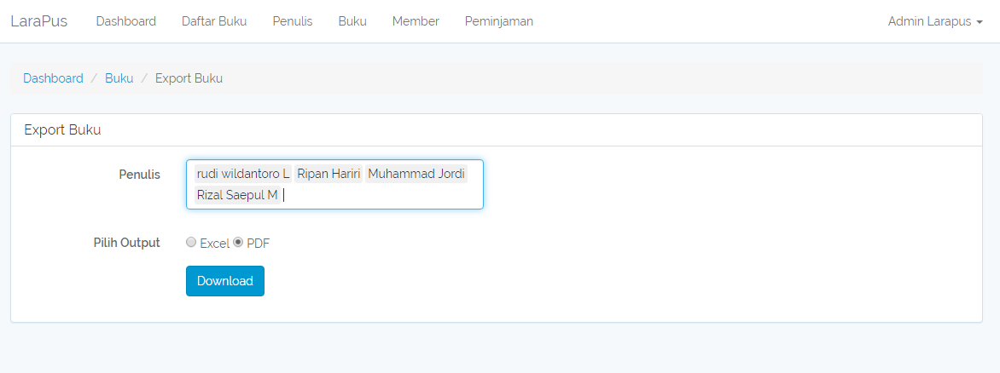 LaraPus Dashboard Daftar Buku Penulis Buku Member Peminjaman Admin Larapus
Dashboard / Buku / Export Buku
Export Buku
Penulis rudi wildantoro L Ripan Hariri Muhammad Jordi
Rizal Saepul M
Pilih Output Excel PDF
Download